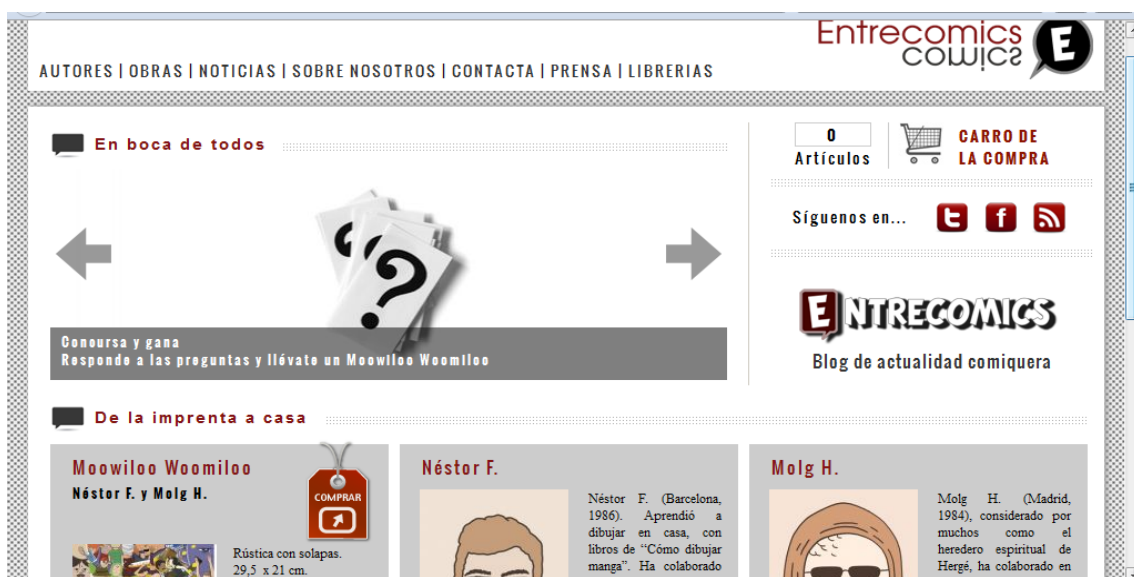 Entrecomics
comics
E
AUTORES | OBRAS | NOTICIAS | SOBRE NOSOTROS | CONTACTA | PRENSA | LIBRERIAS
En boca de todos
0
Artículos
CARRO DE
LA COMPRA
Síguenos en...
??
Concursa y gana
Responde a las preguntas y llévate un Moowiloo Woomiloo
ENTRECOMICS
Blog de actualidad comiquera
De la imprenta a casa
Moowiloo Woomiloo
Néstor F. y Molg H.
COMPRAR
Rústica con solapas.
29,5 x 21 cm.
Néstor F.
Néstor F. (Barcelona,
1986). Aprendió a
dibujar en casa, con
libros de “Cómo dibujar
manga”. Ha colaborado
Molg H.
Molg H. (Madrid,
1984), considerado por
muchos como el
heredero espiritual de
Hergé, ha colaborado en